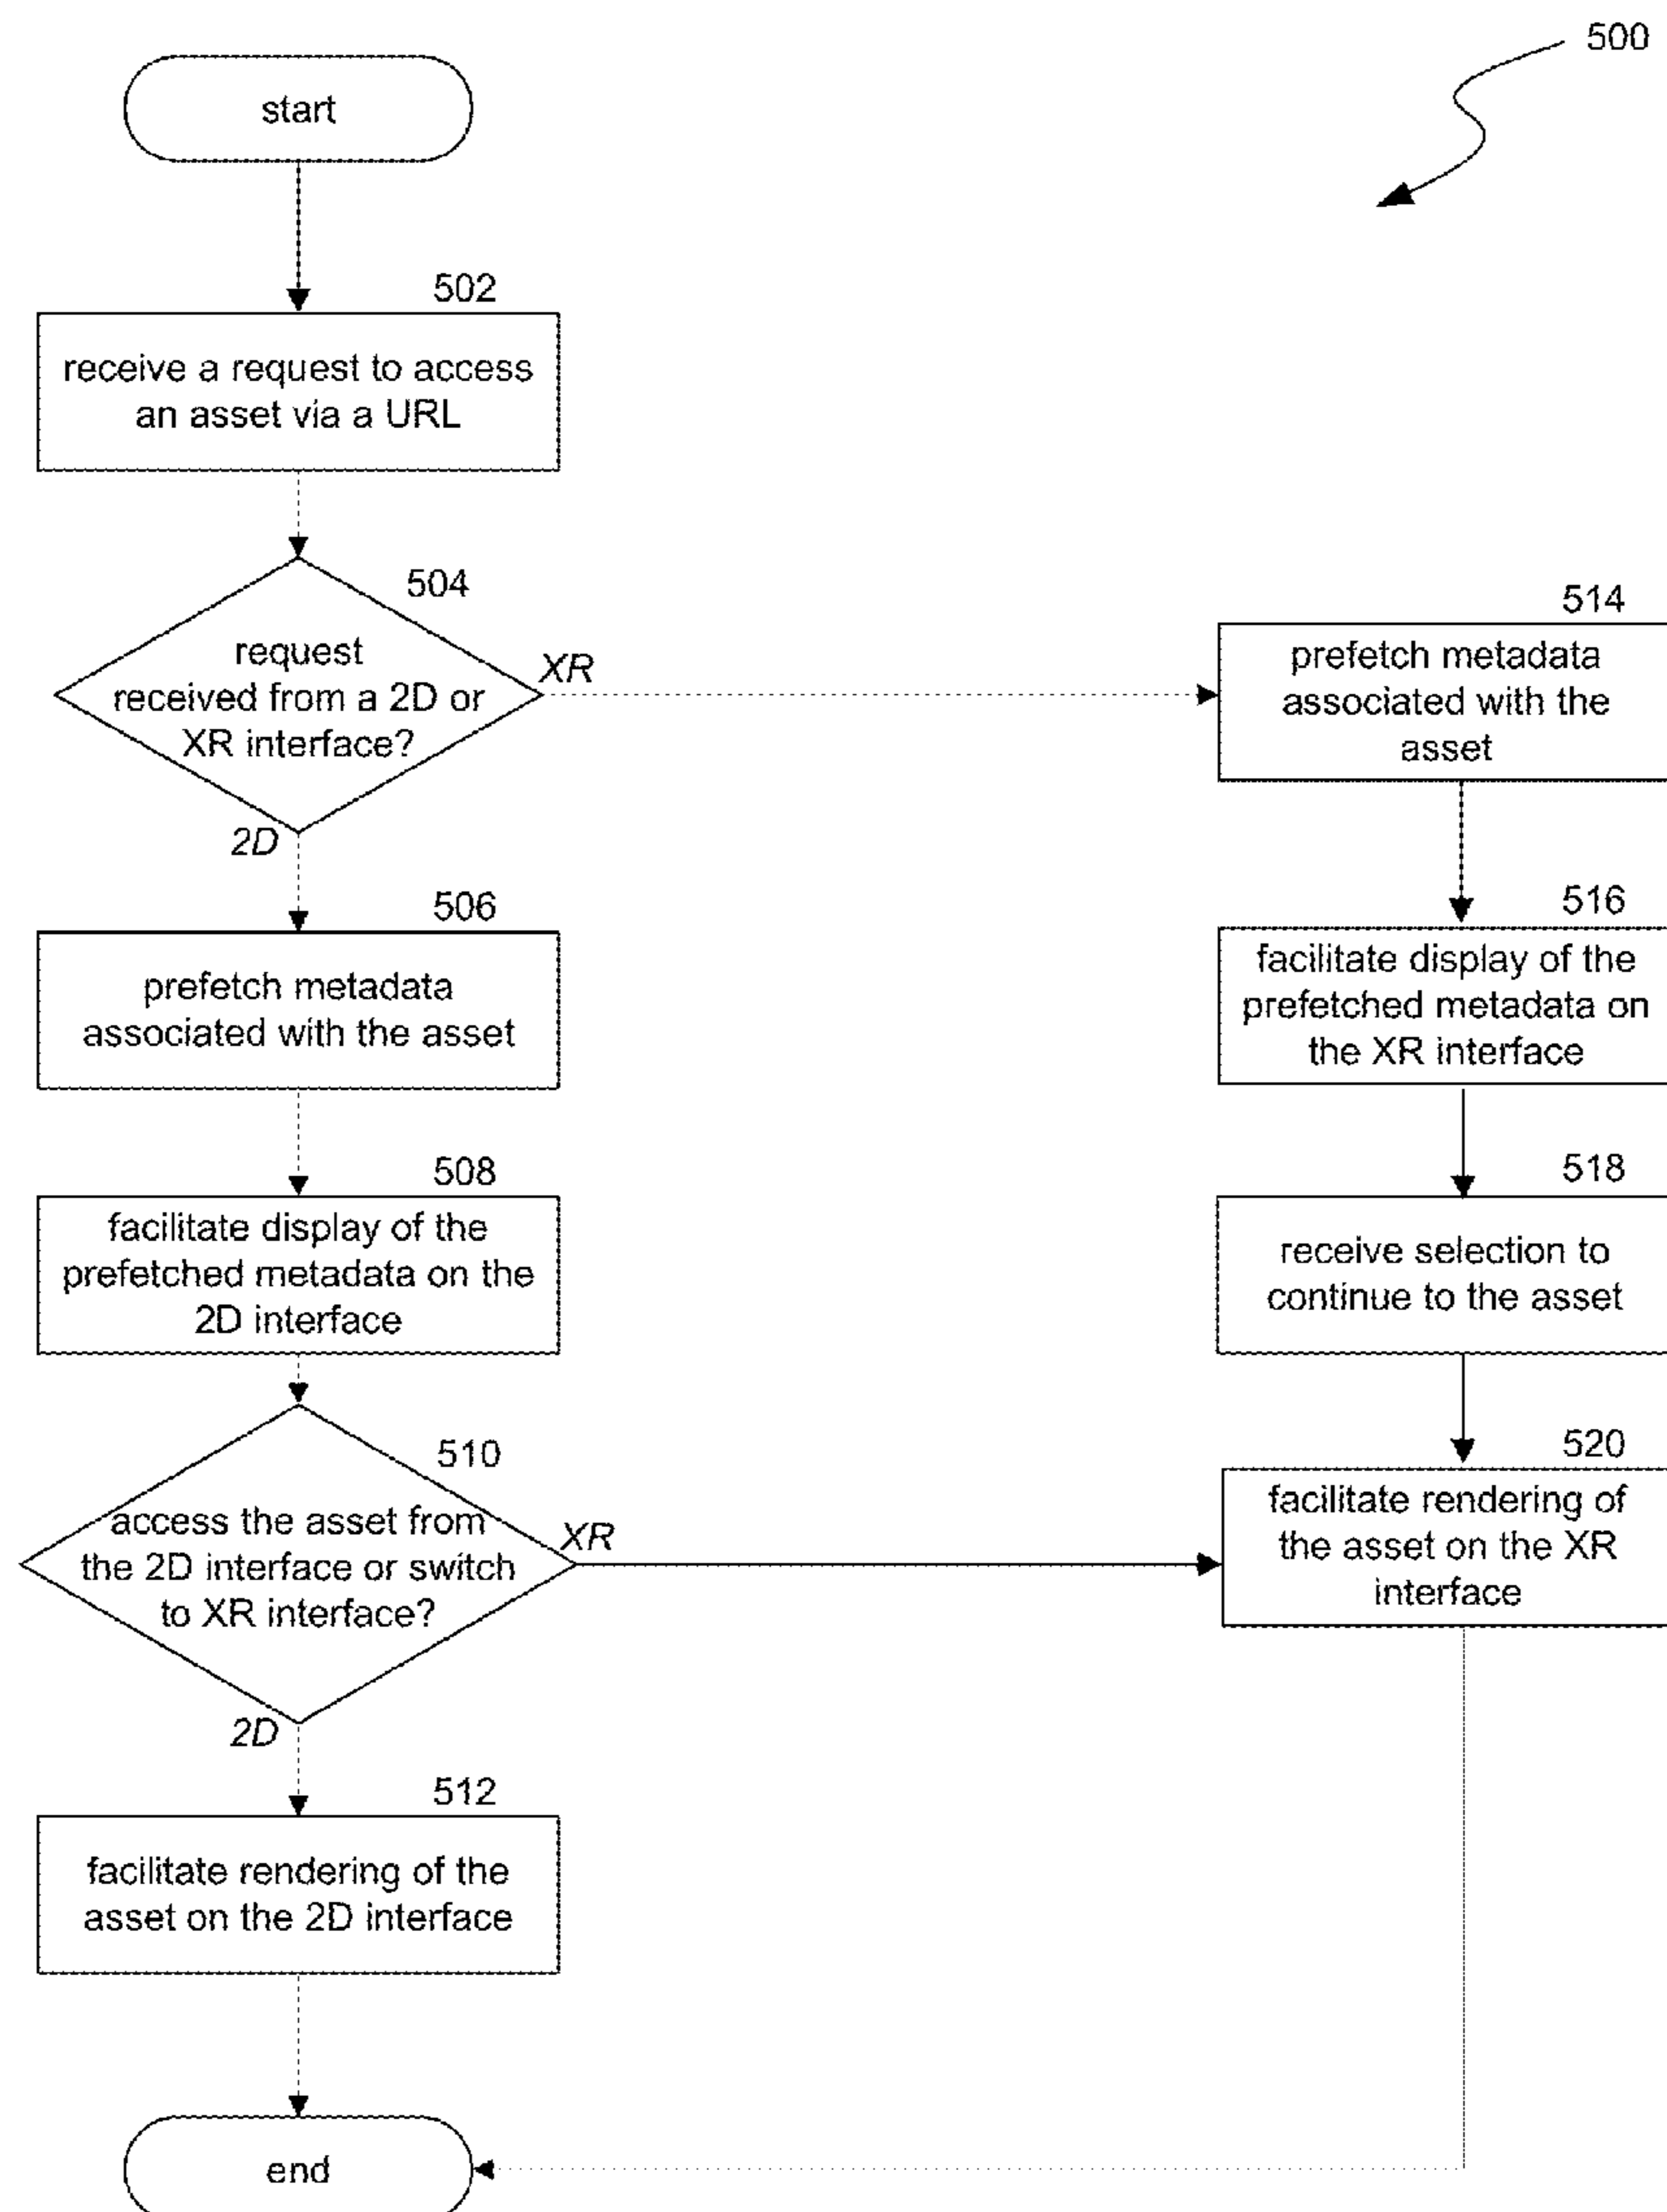 500
start
502
receive a request to access
an asset via a URL
504
request
received from a 2D or
XR interface?
XR
2D
506
prefetch metadata
associated with the asset
508
facilitate display of the
prefetched metadata on the
2D interface
510
access the asset from
the 2D interface or switch
to XR interface?
XR
2D
512
facilitate rendering of the
asset on the 2D interface
514
prefetch metadata
associated with the
asset
516
facilitate display of the
prefetched metadata on
the XR interface
518
receive selection to
continue to the asset
520
facilitate rendering of
the asset on the XR
interface
end